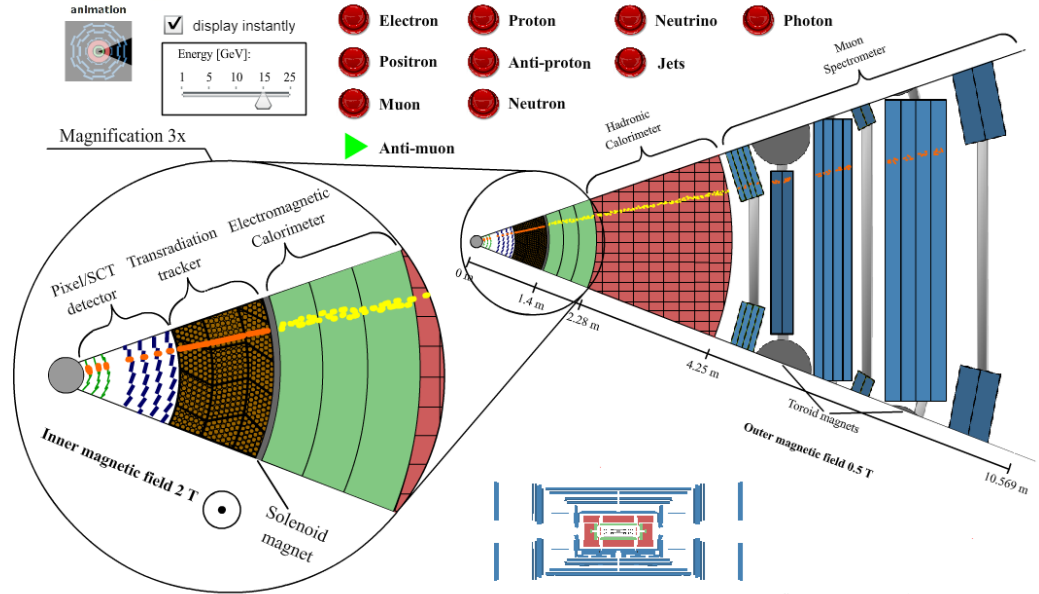 animation
display instantly
Energy [GeV]:
1 5 10 15 25
Electron
Proton
Neutrino
Photon
Positron
Anti-proton
Jets
Muon
Neutron
Anti-muon
Magnification 3x
Pixel/SCT
detector
Transradiation
tracker
Electromagnetic
Calorimeter
Hadronic
Calorimeter
Muon
Spectrometer
0 m
1.4 m
2.28 m
4.25 m
10.569 m
Toroid magnets
Outer magnetic field 0.5 T
Inner magnetic field 2 T
Solenoid
magnet